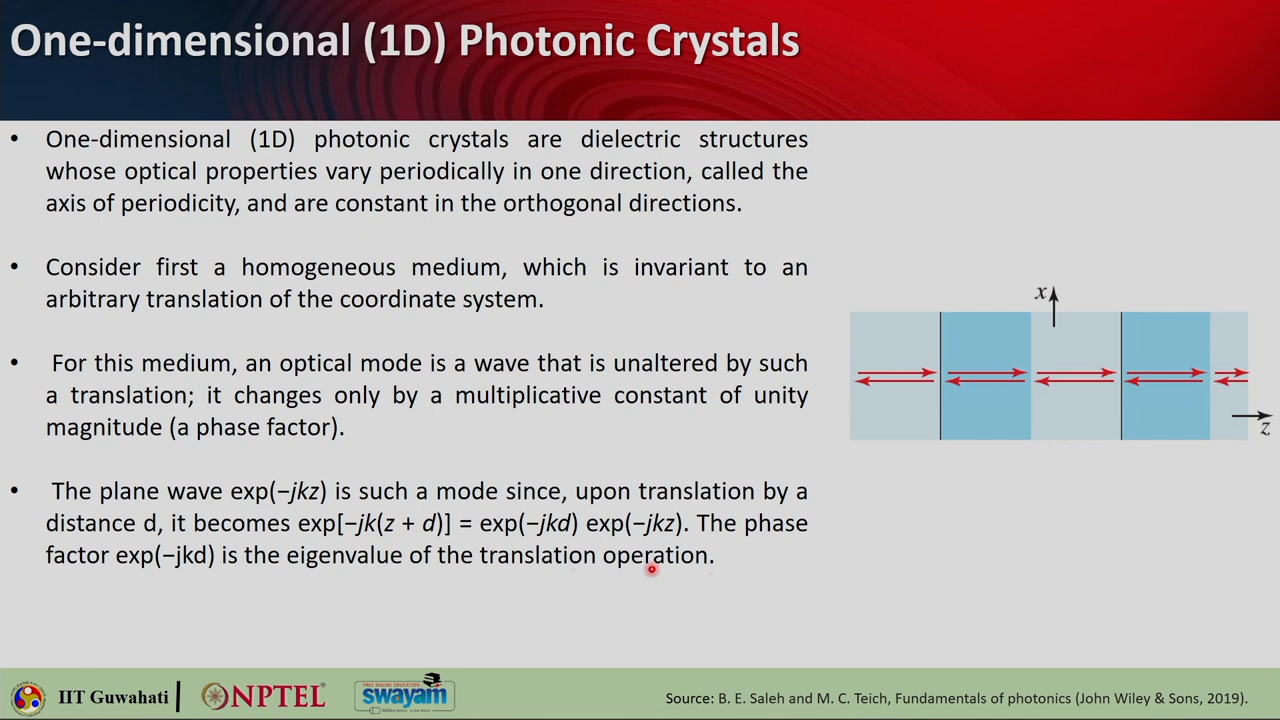 One-dimensional (1D) Photonic Crystals
• One-dimensional (1D) photonic crystals are dielectric structures
whose optical properties vary periodically in one direction, called the
axis of periodicity, and are constant in the orthogonal directions.
• Consider first a homogeneous medium, which is invariant to an
arbitrary translation of the coordinate system.
• For this medium, an optical mode is a wave that is unaltered by such
a translation; it changes only by a multiplicative constant of unity
magnitude (a phase factor).
• The plane wave exp(−jkz) is such a mode since, upon translation by a
distance d, it becomes exp[−jk(z + d)] = exp(−jkd) exp(−jkz). The phase
factor exp(−jkd) is the eigenvalue of the translation operation.
x
z
IIT Guwahati
NPTEL
FREE ONLINE EDUCATION
swayam
Source: B. E. Saleh and M. C. Teich, Fundamentals of photonics (John Wiley & Sons, 2019).